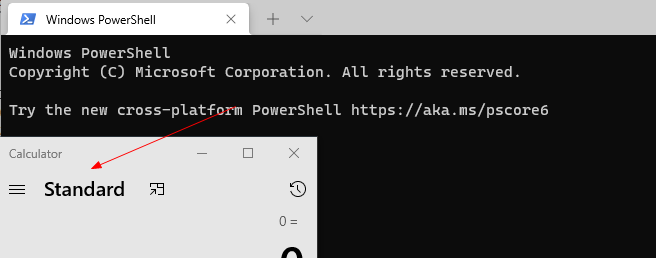 Windows PowerShell
Windows PowerShell
Copyright (C) Microsoft Corporation. All rights reserved.
Try the new cross-platform PowerShell https://aka.ms/pscore6
Calculator
Standard
0 =
0